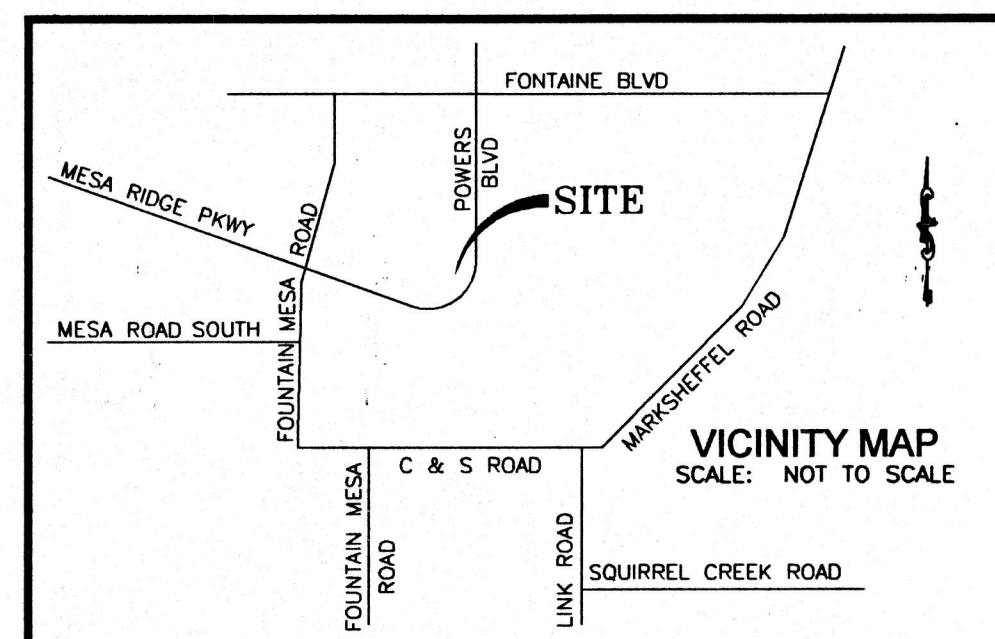 FONTAINE BLVD
POWERS
BLVD
MESA RIDGE PKWY
SITE
ROAD
FOUNTAIN MESA
MESA ROAD SOUTH
MARKSHEFFEL ROAD
VICINITY MAP
SCALE: NOT TO SCALE
C & S ROAD
FOUNTAIN MESA
ROAD
LINK ROAD
SQUIRREL CREEK ROAD